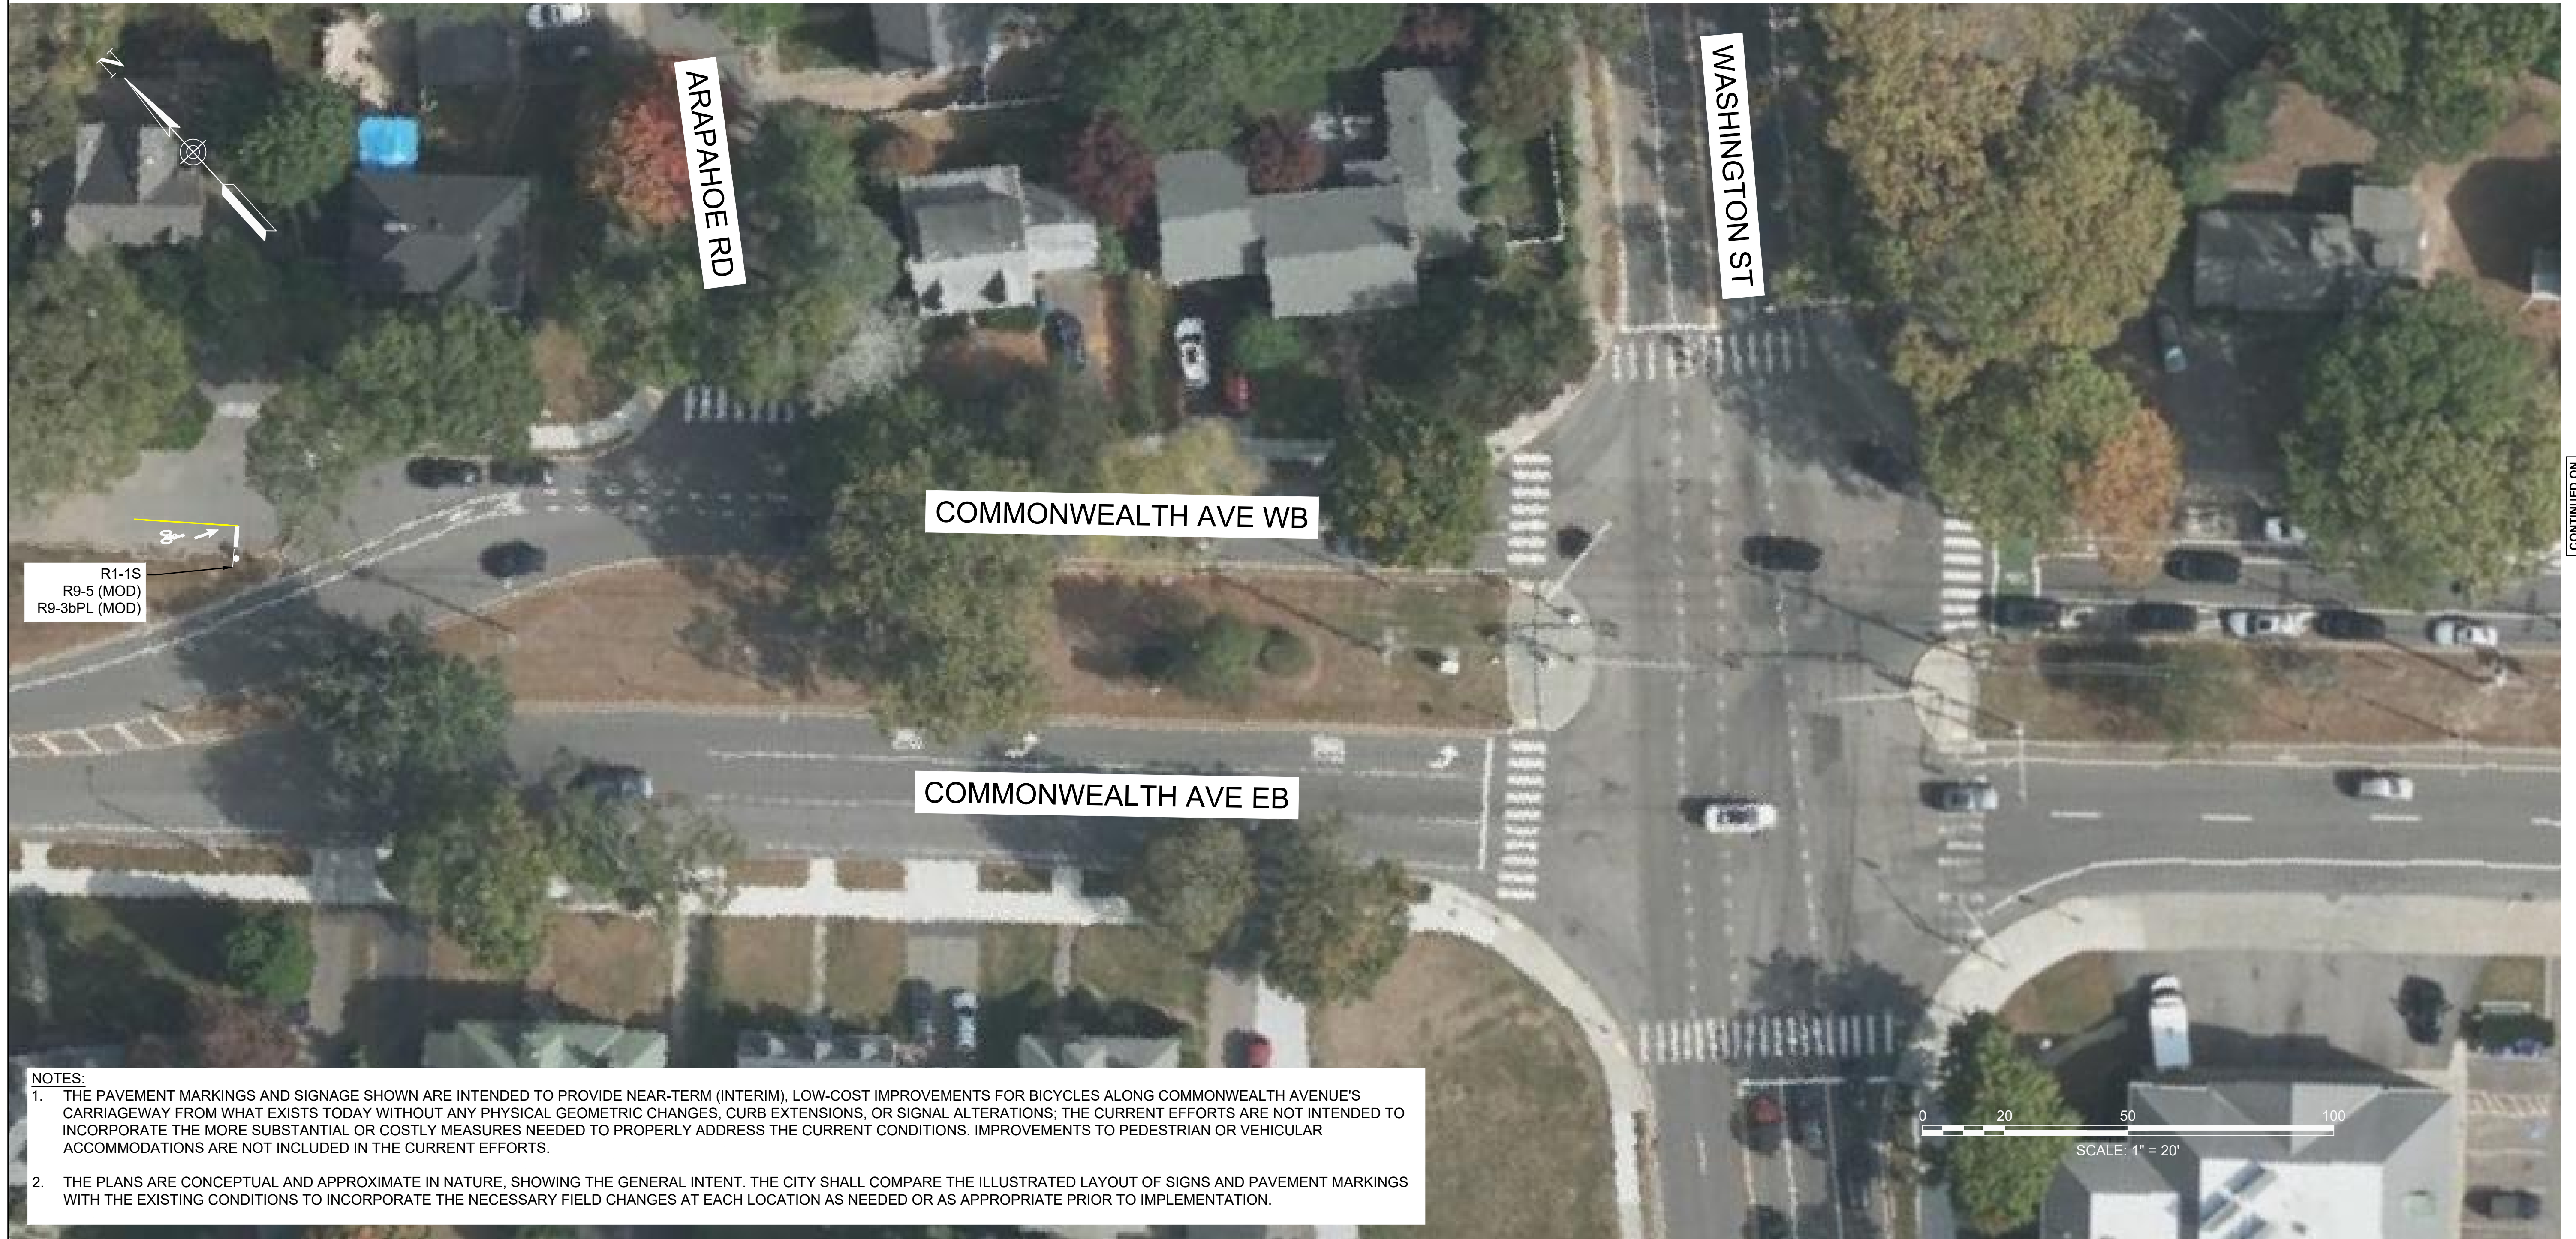 N
ARAPAHOE RD
WASHINGTON ST
COMMONWEALTH AVE WB
CONTINUED ON
R1-1S
R9-5 (MOD)
R9-3bPL (MOD)
COMMONWEALTH AVE EB
NOTES:
1. THE PAVEMENT MARKINGS AND SIGNAGE SHOWN ARE INTENDED TO PROVIDE NEAR-TERM (INTERIM), LOW-COST IMPROVEMENTS FOR BICYCLES ALONG COMMONWEALTH AVENUE'S
CARRIAGEWAY FROM WHAT EXISTS TODAY WITHOUT ANY PHYSICAL GEOMETRIC CHANGES, CURB EXTENSIONS, OR SIGNAL ALTERATIONS; THE CURRENT EFFORTS ARE NOT INTENDED TO
INCORPORATE THE MORE SUBSTANTIAL OR COSTLY MEASURES NEEDED TO PROPERLY ADDRESS THE CURRENT CONDITIONS. IMPROVEMENTS TO PEDESTRIAN OR VEHICULAR
ACCOMMODATIONS ARE NOT INCLUDED IN THE CURRENT EFFORTS.
2. THE PLANS ARE CONCEPTUAL AND APPROXIMATE IN NATURE, SHOWING THE GENERAL INTENT. THE CITY SHALL COMPARE THE ILLUSTRATED LAYOUT OF SIGNS AND PAVEMENT MARKINGS
WITH THE EXISTING CONDITIONS TO INCORPORATE THE NECESSARY FIELD CHANGES AT EACH LOCATION AS NEEDED OR AS APPROPRIATE PRIOR TO IMPLEMENTATION.
0 20 50 100
SCALE: 1" = 20'